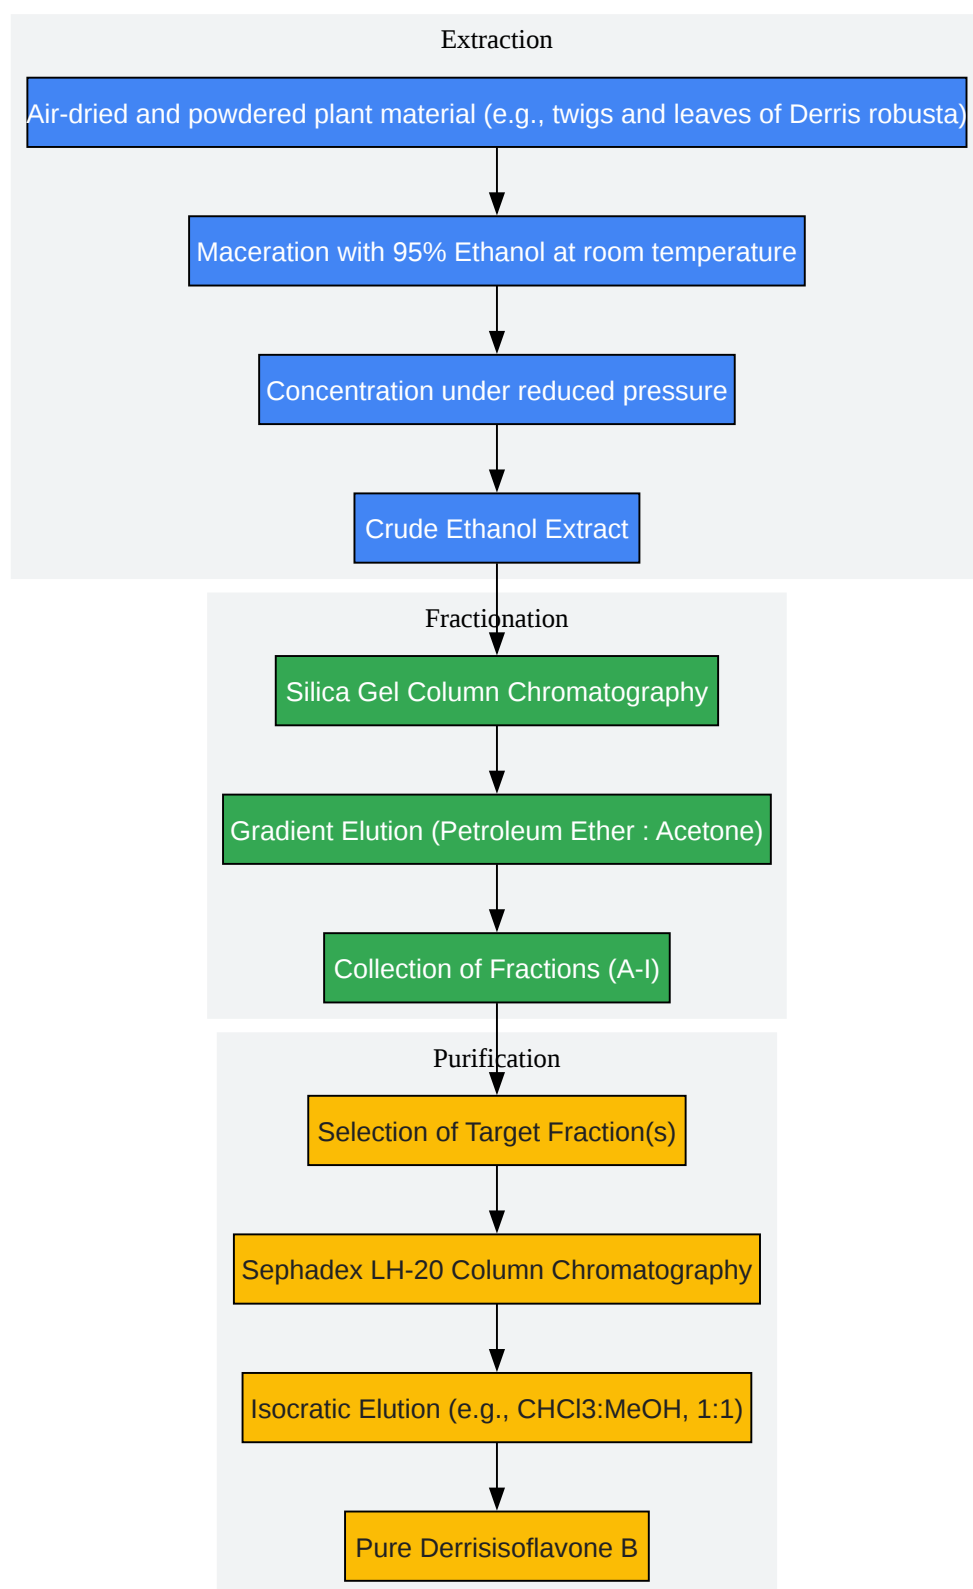 Extraction
Air-dried and powdered plant material (e.g., twigs and leaves of Derris robusta)
Maceration with 95% Ethanol at room temperature
Concentration under reduced pressure
Crude Ethanol Extract
Fractionation
Silica Gel Column Chromatography
Gradient Elution (Petroleum Ether : Acetone)
Collection of Fractions (A-I)
Purification
Selection of Target Fraction(s)
Sephadex LH-20 Column Chromatography
Isocratic Elution (e.g., CHCl3:MeOH, 1:1)
Pure Derrisisoflavone B